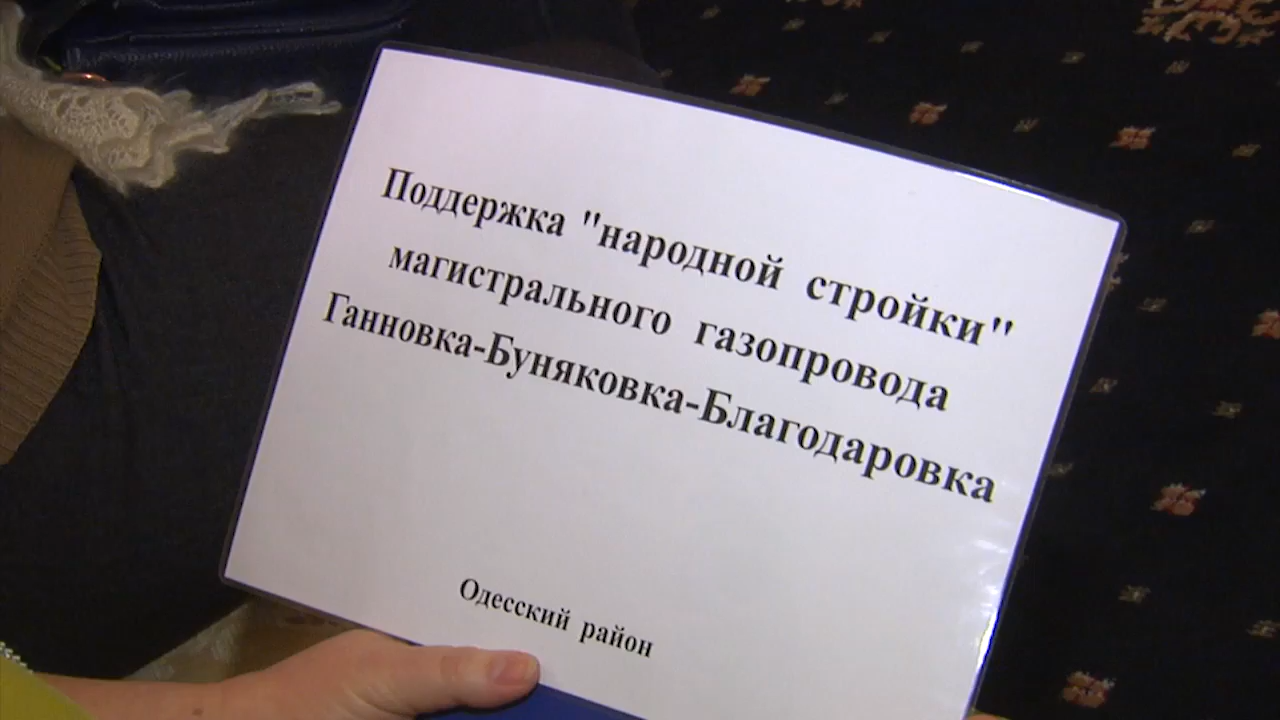 Поддержка "народной стройки"
магистрального газопровода
Ганновка-Буняковка-Благодаровка
Одесский район